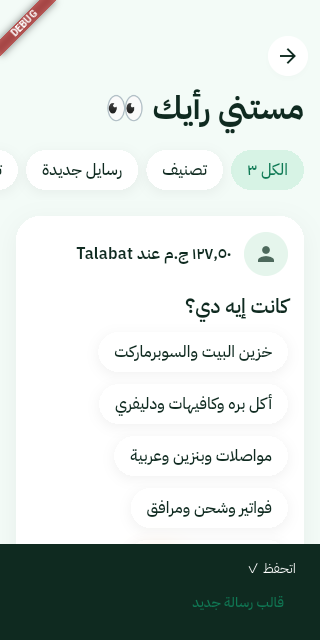 DEBUG
مستني رأيك 👀
الكل ٣
تصنيف
رسايل جديدة
١٢٧,٥٠ ج.م عند Talabat
كانت إيه دي؟
خزين البيت والسوبرماركت
أكل بره وكافيهات ودليفري
مواصلات وبنزين وعربية
فواتير وشحن ومرافق
اتحفظ ✓
قالب رسالة جديد